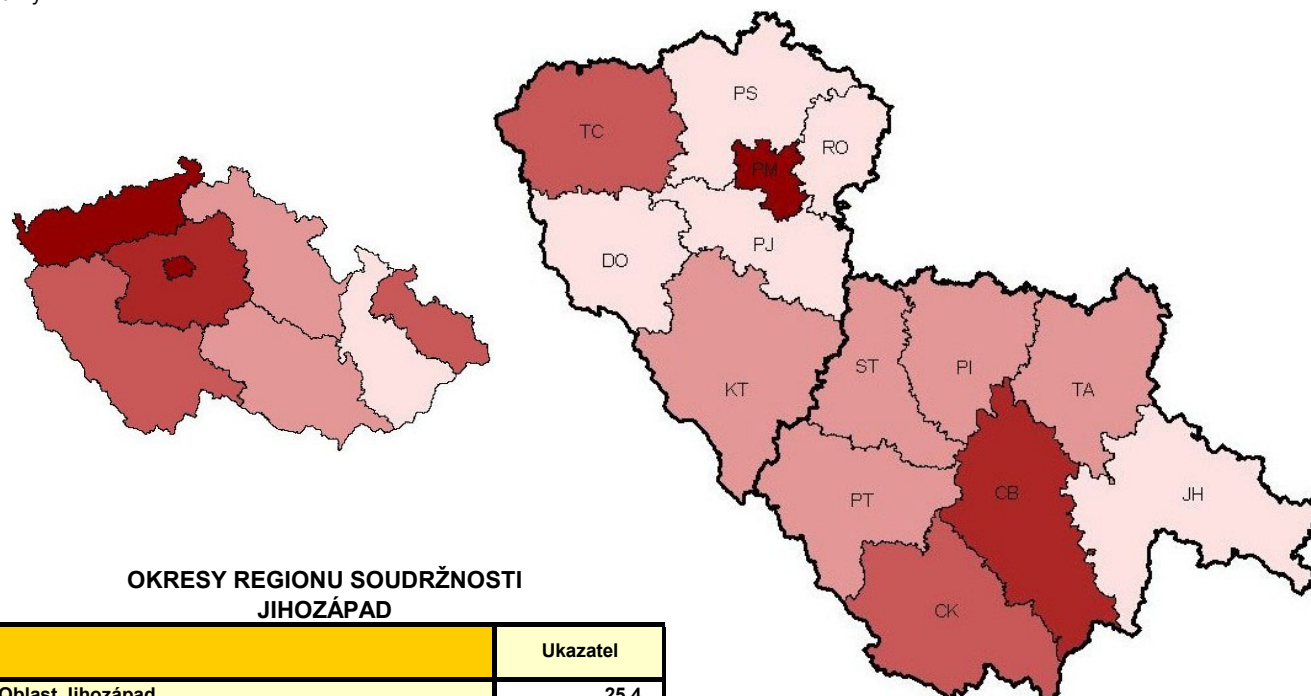 PS
TC
RO
PM
PJ
DO
ST
PI
TA
KT
PT
CB
JH
CK
OKRESY REGIONU SOUDRŽNOSTI
JIHOZÁPAD
Ukazatel
Oblast Jihozápad
25,4